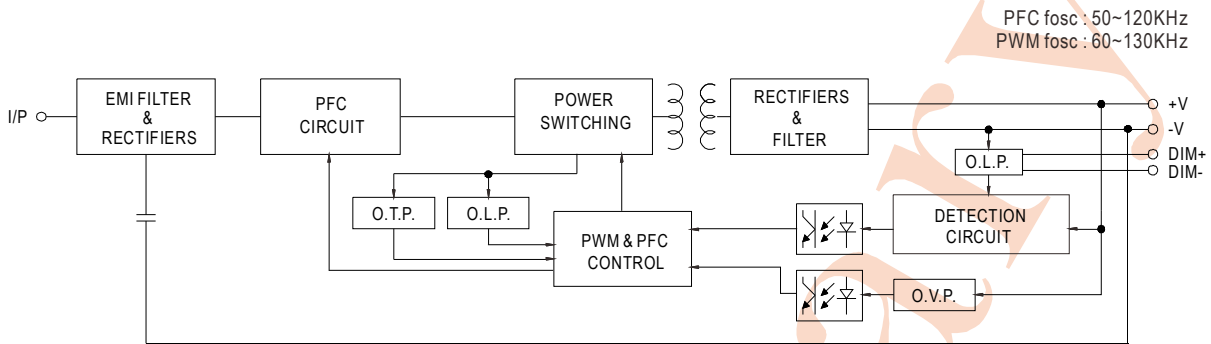 PFC fosc : 50~120KHz
PWM fosc : 60~130KHz
I/P
EMI FILTER
&
RECTIFIERS
PFC
CIRCUIT
POWER
SWITCHING
RECTIFIERS
&
FILTER
+V
-V
DIM+
DIM-
O.L.P.
O.T.P.
O.L.P.
PWM & PFC
CONTROL
DETECTION
CIRCUIT
O.V.P.